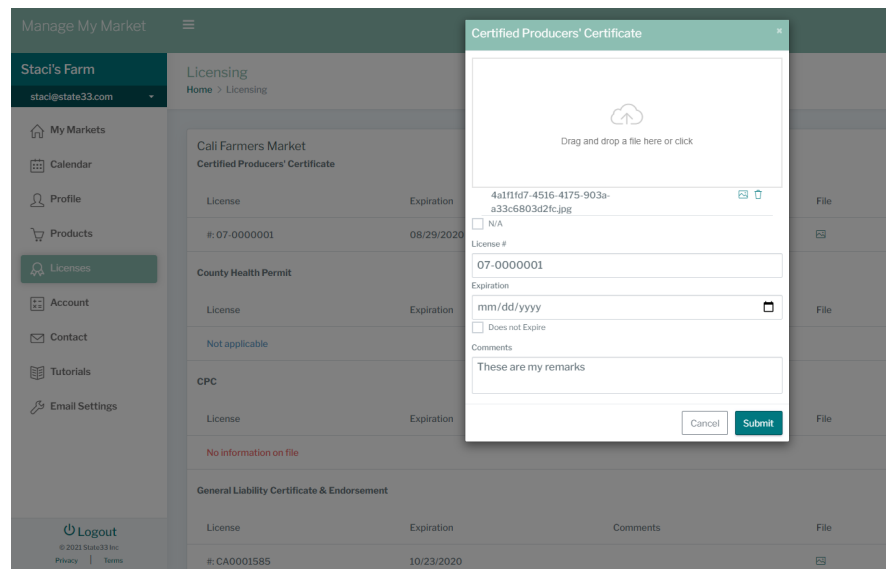 Manage My Market
Staci's Farm
staci@state33.com
My Markets
Calendar
Profile
Products
Licenses
Account
Contact
Tutorials
Email Settings
Logout
© 2021 State33 Inc
Privacy | Terms
Licensing
Home > Licensing
Cali Farmers Market
Certified Producers' Certificate
License Expiration File
#: 07-0000001 08/29/2020
County Health Permit
License Expiration File
Not applicable
CPC
License Expiration File
No information on file
General Liability Certificate & Endorsement
License Expiration Comments File
#: CA0001585 10/23/2020
Certified Producers' Certificate ×
Drag and drop a file here or click
4a1f1fd7-4516-4175-903a-
a33c6803d2fc.jpg
N/A
License #
07-0000001
Expiration
mm/dd/yyyy
Does not Expire
Comments
These are my remarks
Cancel Submit